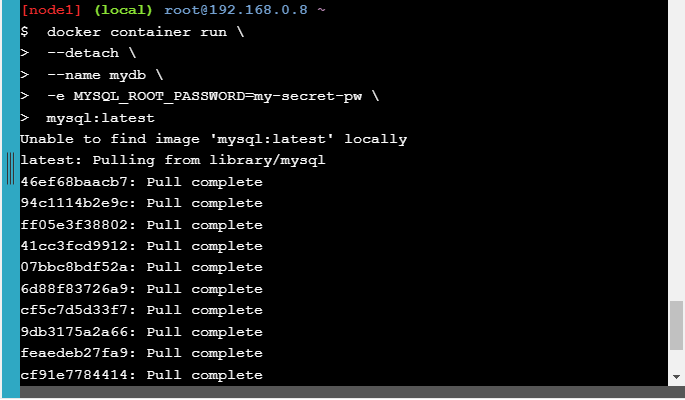 [node1] (local) root@192.168.0.8 ~
$  docker container run \
>  --detach \
>  --name mydb \
>  -e MYSQL_ROOT_PASSWORD=my-secret-pw \
>  mysql:latest
Unable to find image 'mysql:latest' locally
latest: Pulling from library/mysql
46ef68baacb7: Pull complete
94c1114b2e9c: Pull complete
ff05e3f38802: Pull complete
41cc3fcd9912: Pull complete
07bbc8bdf52a: Pull complete
6d88f83726a9: Pull complete
cf5c7d5d33f7: Pull complete
9db3175a2a66: Pull complete
feaedeb27fa9: Pull complete
cf91e7784414: Pull complete